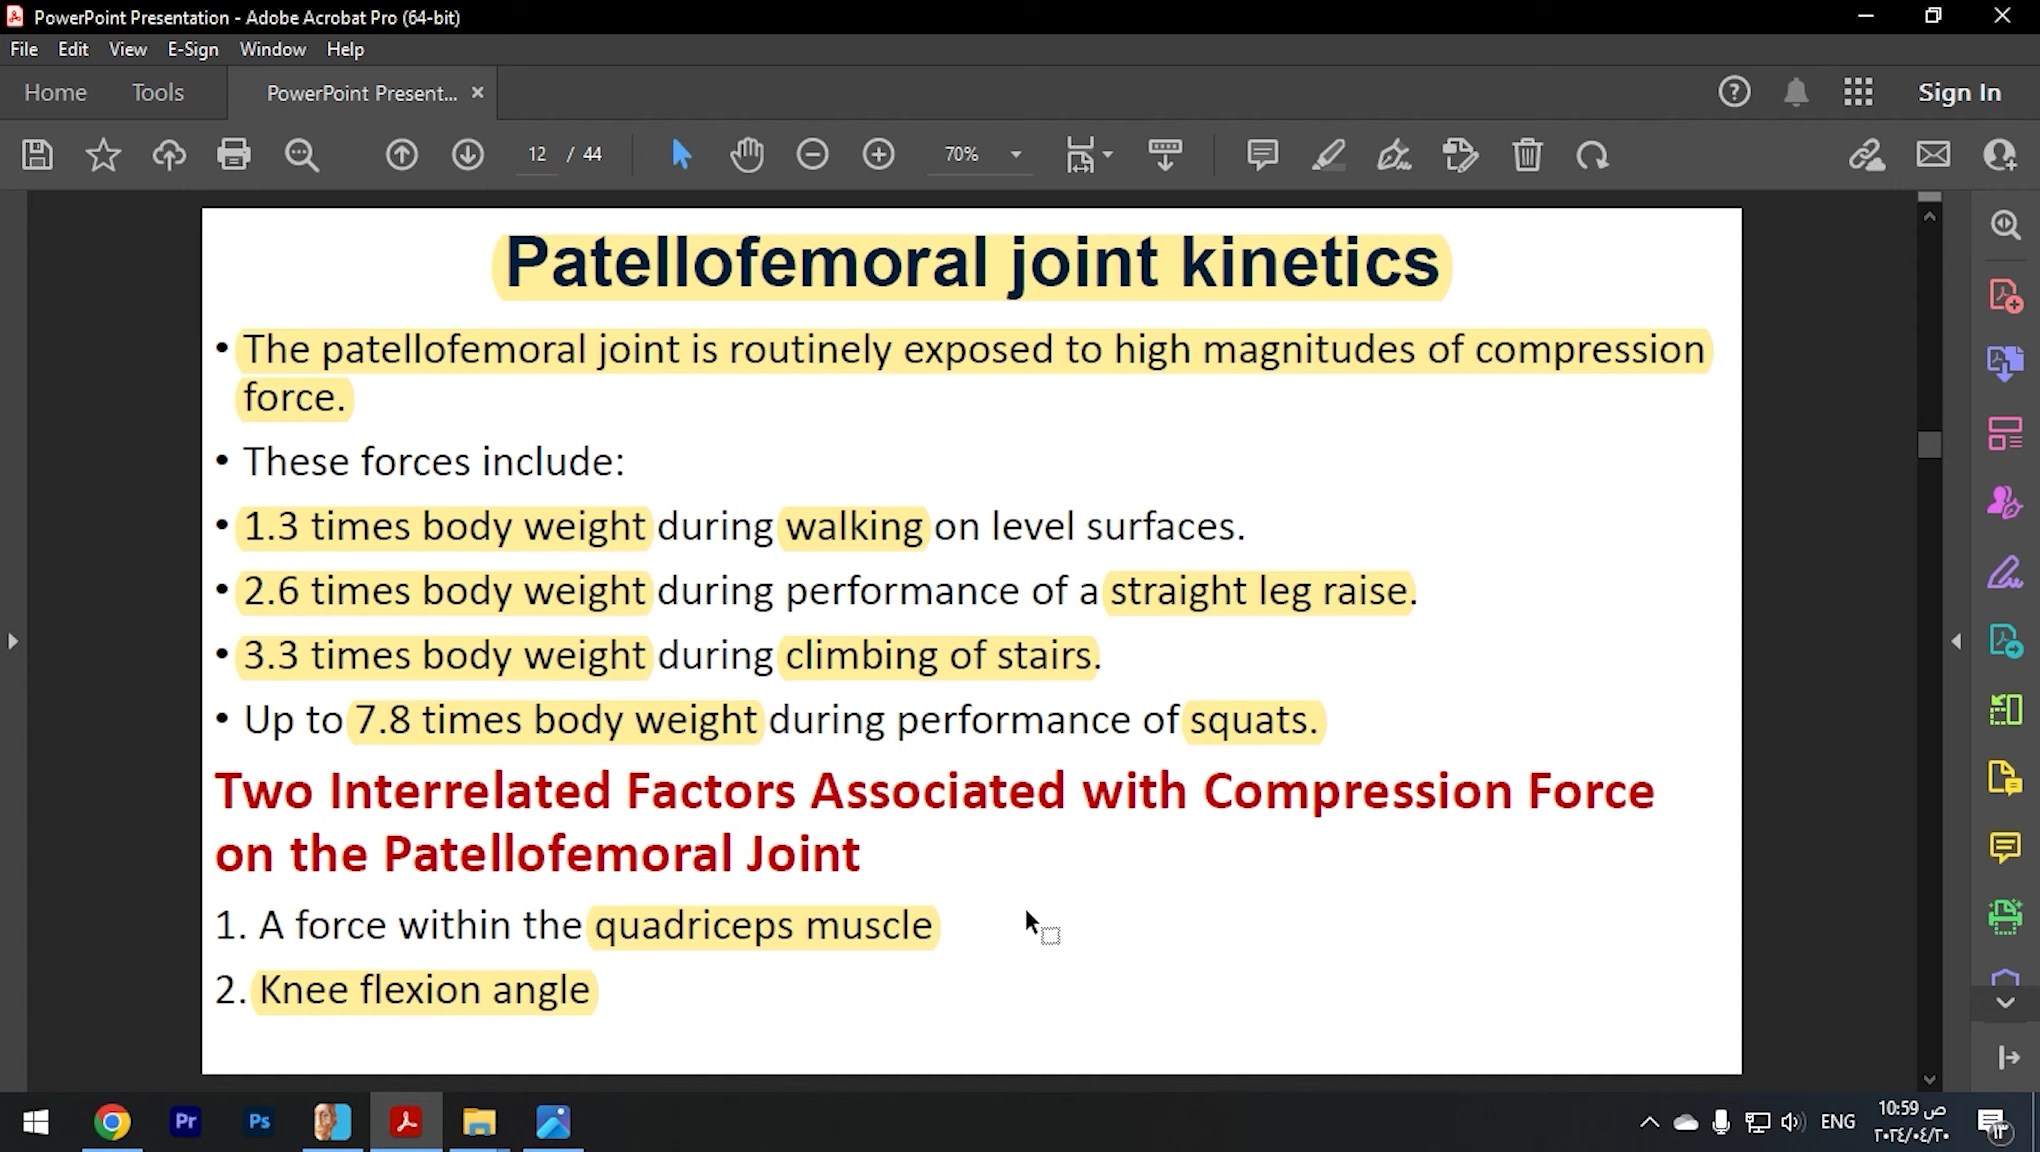 PowerPoint Presentation - Adobe Acrobat Pro (64-bit)
File Edit View E-Sign Window Help
Home Tools PowerPoint Present... Sign In
12 / 44 70%
Patellofemoral joint kinetics
• The patellofemoral joint is routinely exposed to high magnitudes of compression
force.
• These forces include:
• 1.3 times body weight during walking on level surfaces.
• 2.6 times body weight during performance of a straight leg raise.
• 3.3 times body weight during climbing of stairs.
• Up to 7.8 times body weight during performance of squats.
Two Interrelated Factors Associated with Compression Force
on the Patellofemoral Joint
1. A force within the quadriceps muscle
2. Knee flexion angle
Pr Ps ENG
10:59 ص
٢٠٢٤/٠٤/٢٠
١٣